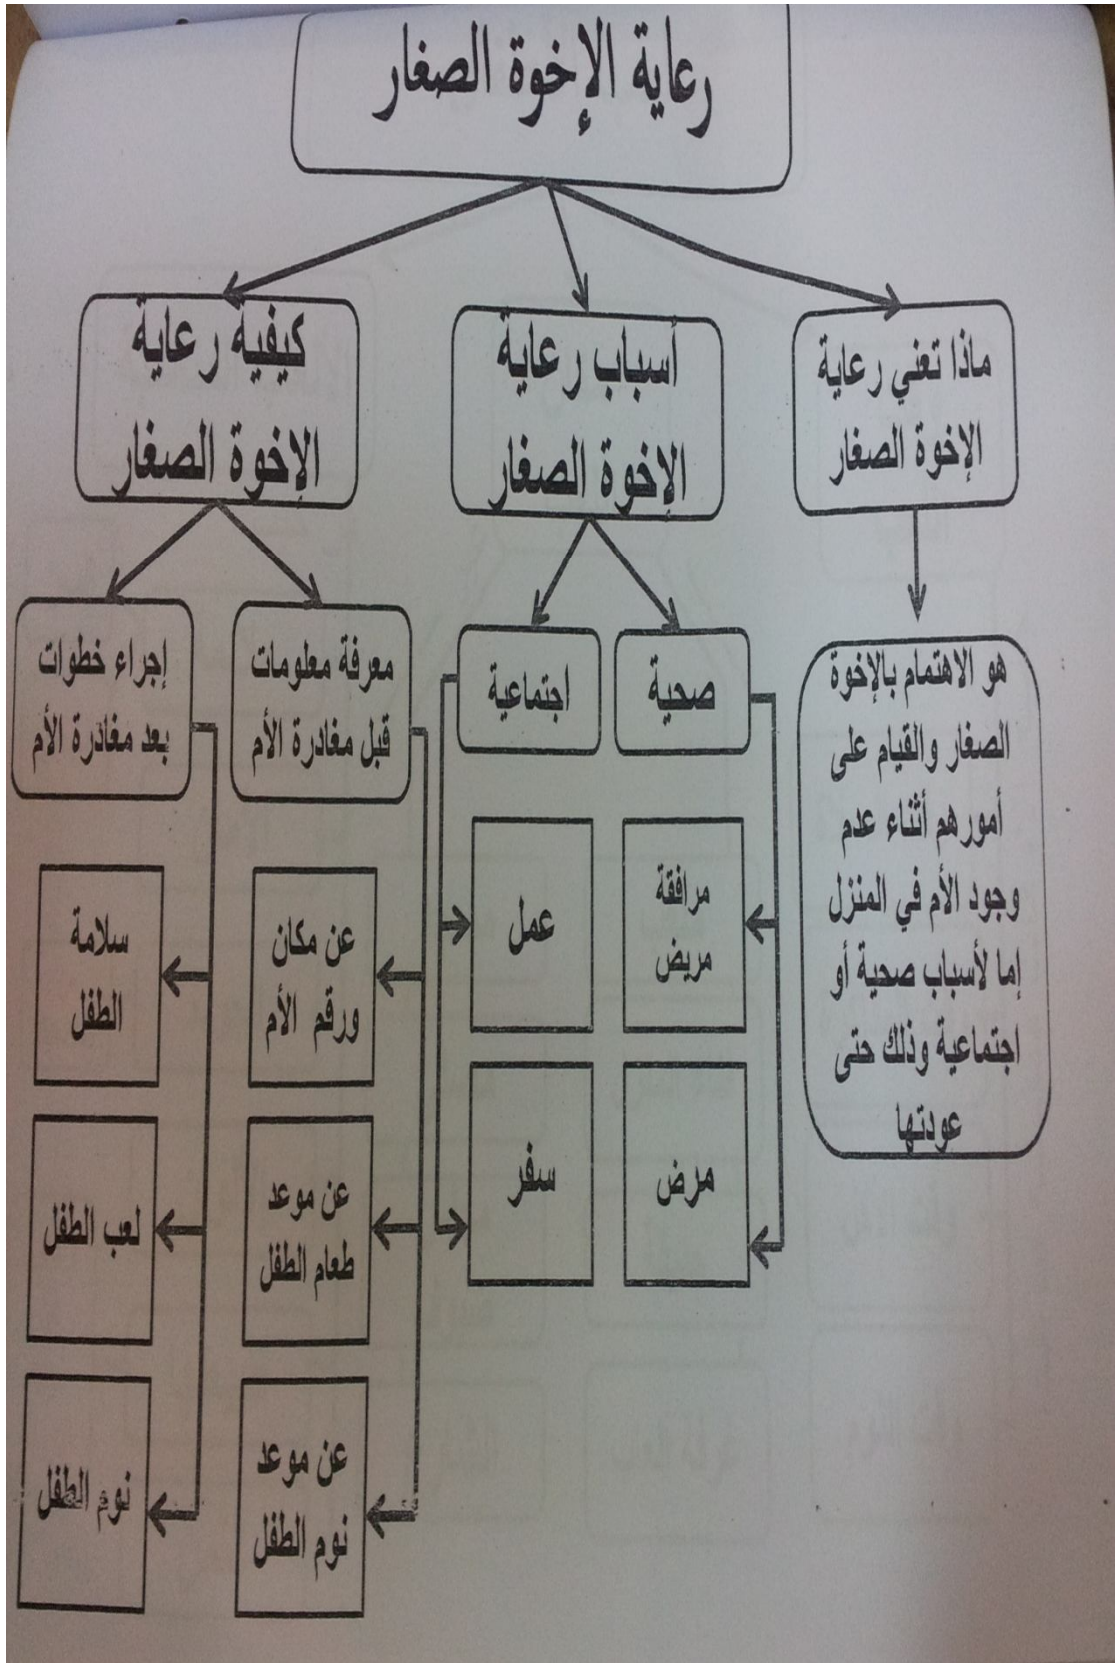 رعاية الإخوة الصغار
ماذا تعني رعاية
الإخوة الصغار
أسباب رعاية
الإخوة الصغار
كيفية رعاية
الإخوة الصغار
هو الاهتمام بالإخوة
الصغار والقيام على
أمورهم أثناء عدم
وجود الأم في المنزل
إما لأسباب صحية أو
اجتماعية وذلك حتى
عودتها
صحية
اجتماعية
معرفة معلومات
قبل مغادرة الأم
إجراء خطوات
بعد مغادرة الأم
مرافقة
مريض
عمل
عن مكان
ورقم الأم
سلامة
الطفل
مرض
سفر
عن موعد
طعام الطفل
لعب الطفل
عن موعد
نوم الطفل
نوم الطفل